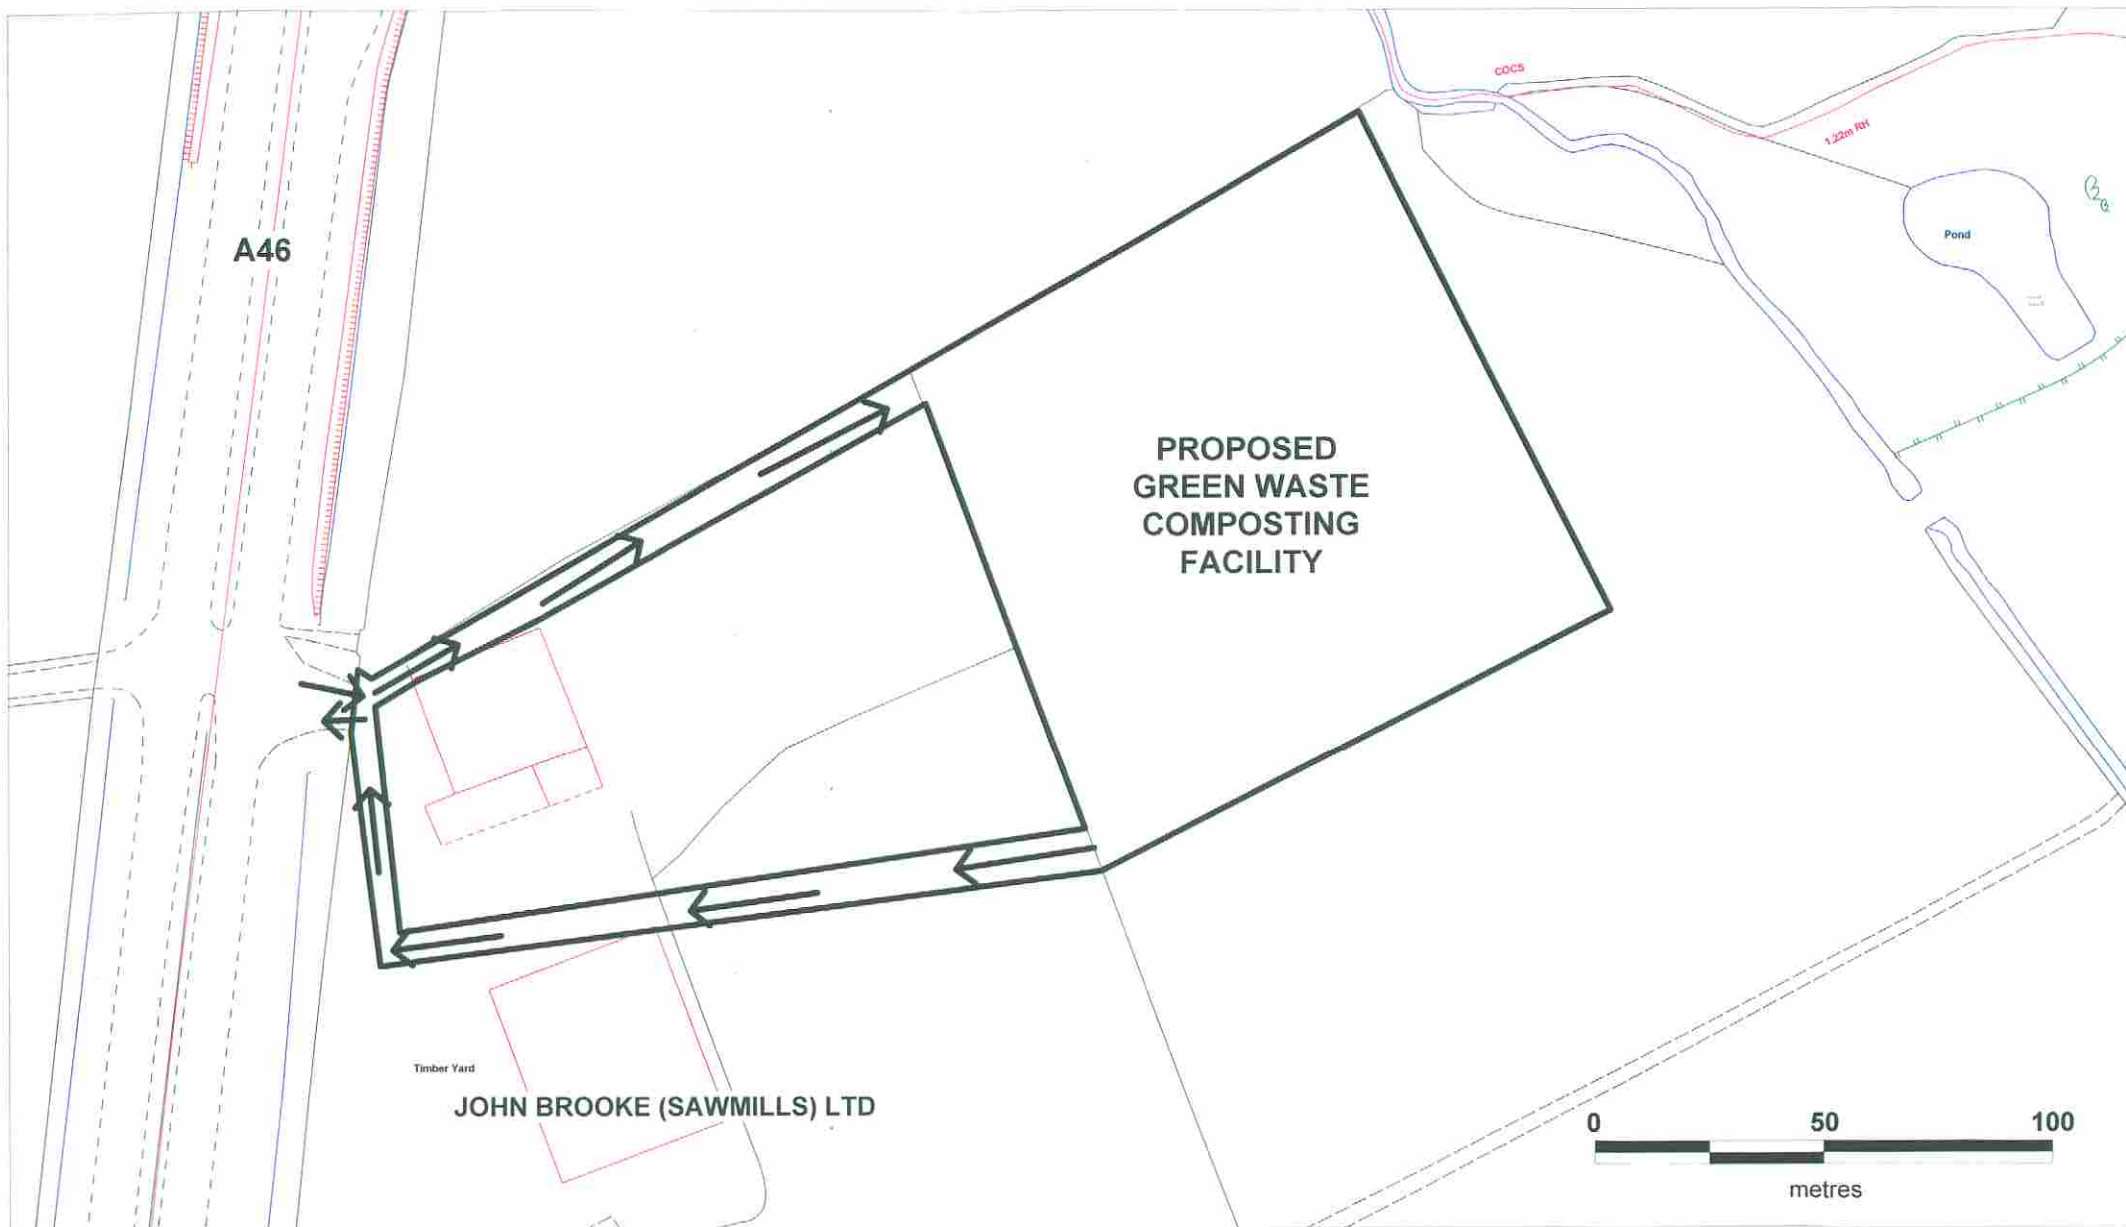 COCS
1.22m RH
A46
Pond
PROPOSED
GREEN WASTE
COMPOSTING
FACILITY
Timber Yard
JOHN BROOKE (SAWMILLS) LTD
0 50 100
metres